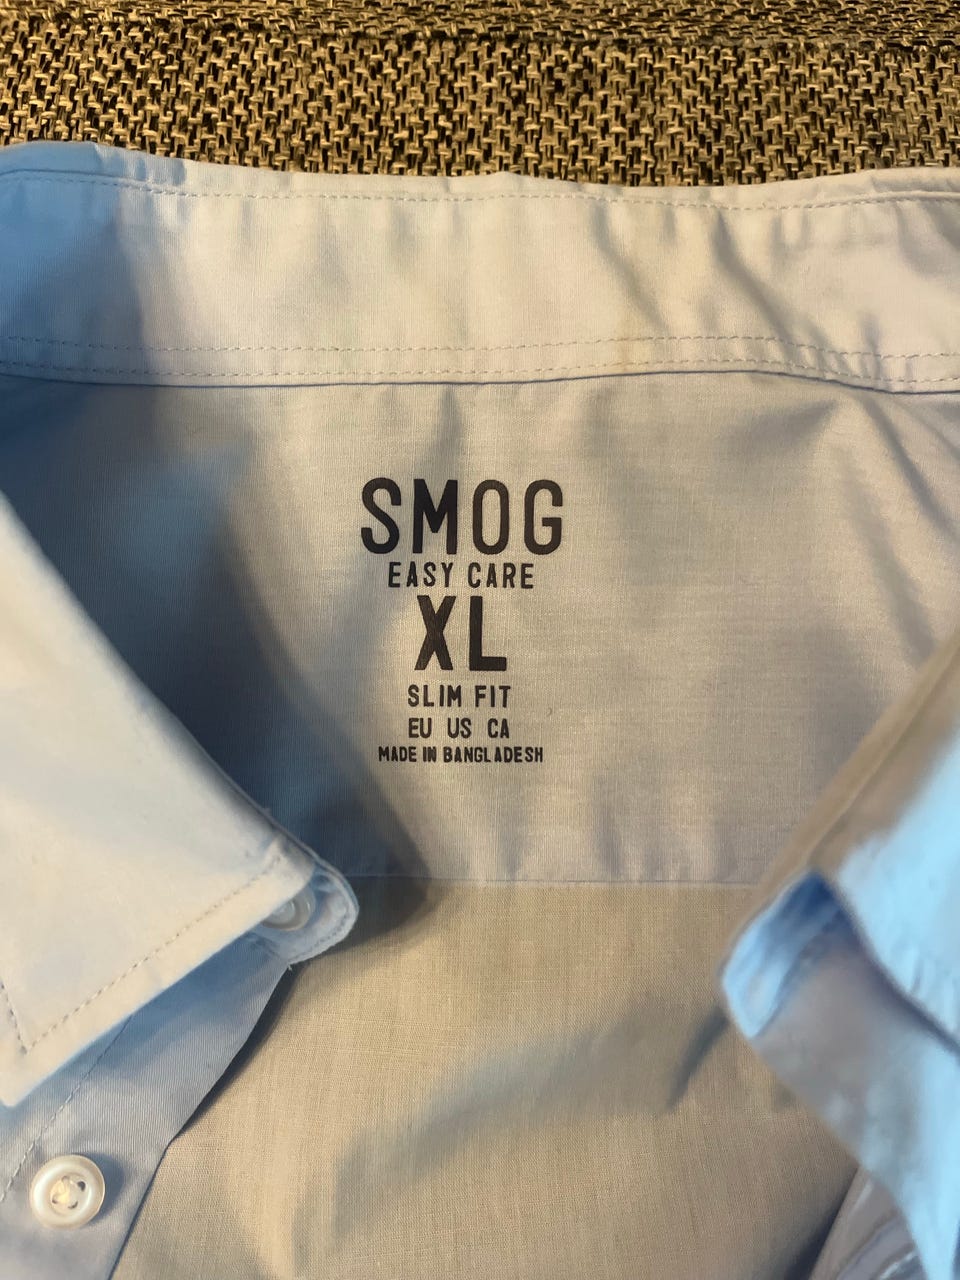 SMOG
EASY CARE
XL
SLIM FIT
EU US CA
MADE IN BANGLADESH